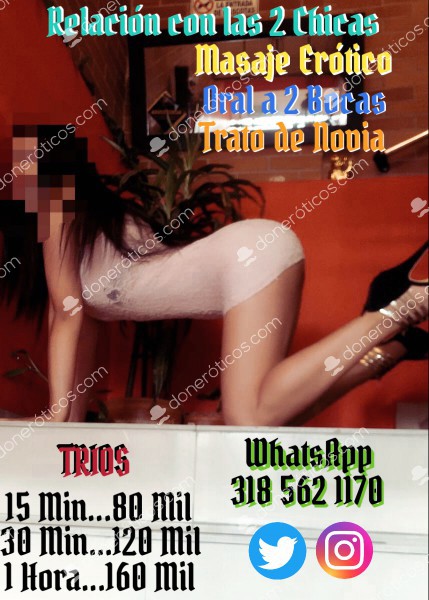 Relación con las 2 Chicas
Masaje Erótico
Oral a 2 Bocas
Trato de Novia
doneróticos.com
TRIOS
15 Min...80 Mil
30 Min...120 Mil
1 Hora...160 Mil
WhatsApp
318 562 1170